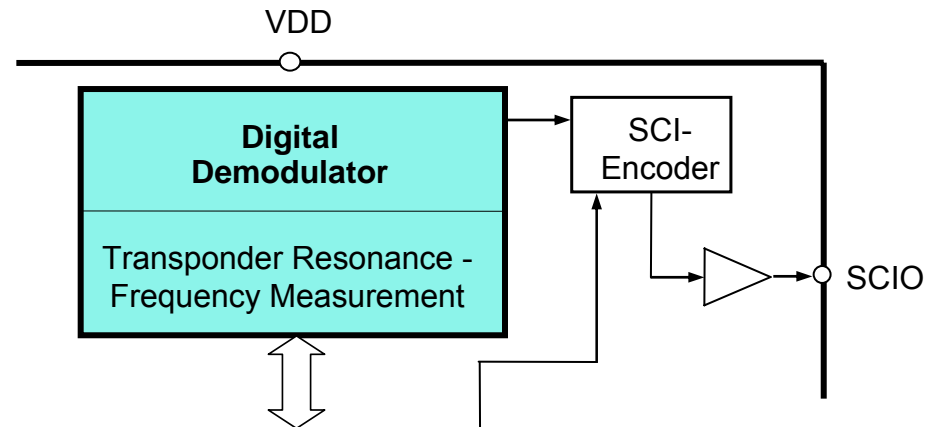 VDD
Digital
Demodulator
Transponder Resonance -
Frequency Measurement
SCI-
Encoder
SCIO